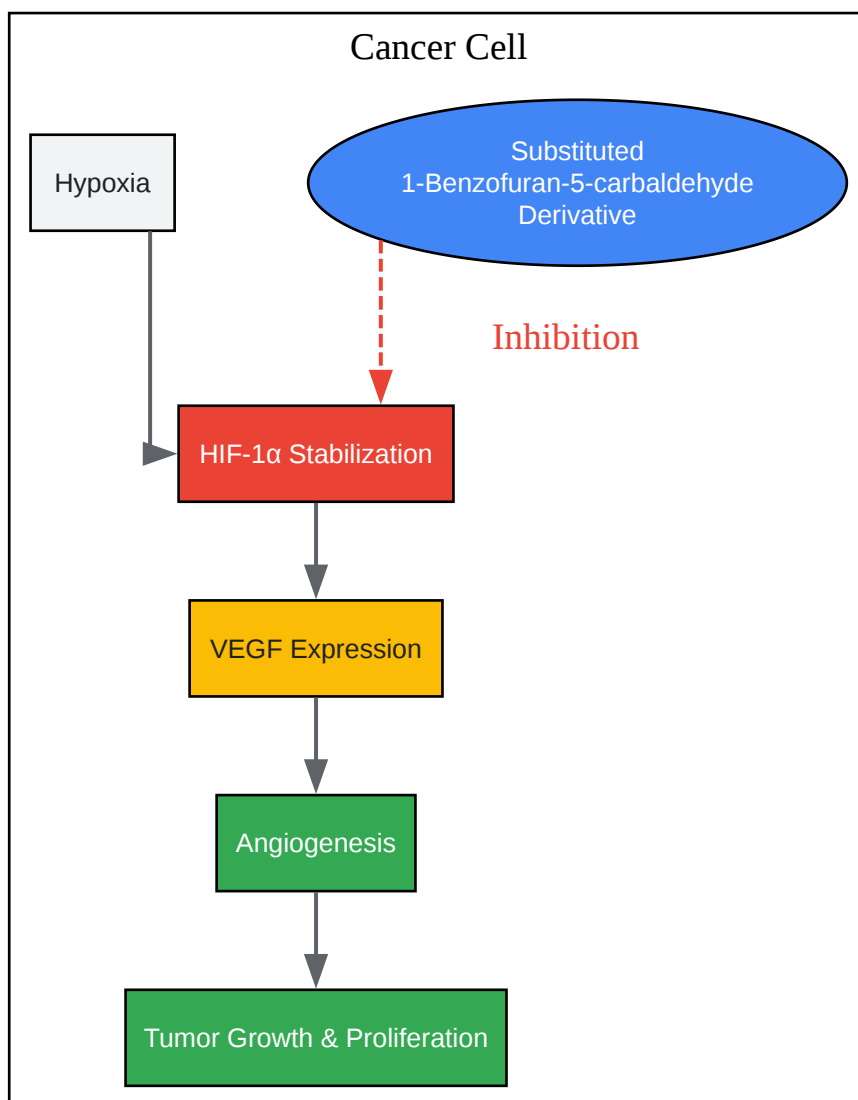 Cancer Cell
Hypoxia
Substituted
1-Benzofuran-5-carbaldehyde
Derivative
Inhibition
HIF-1α Stabilization
VEGF Expression
Angiogenesis
Tumor Growth & Proliferation